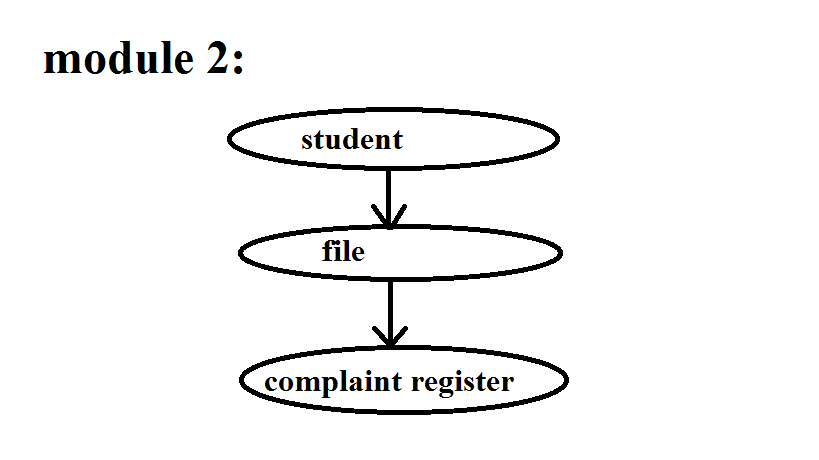 module 2:
student
file
complaint register